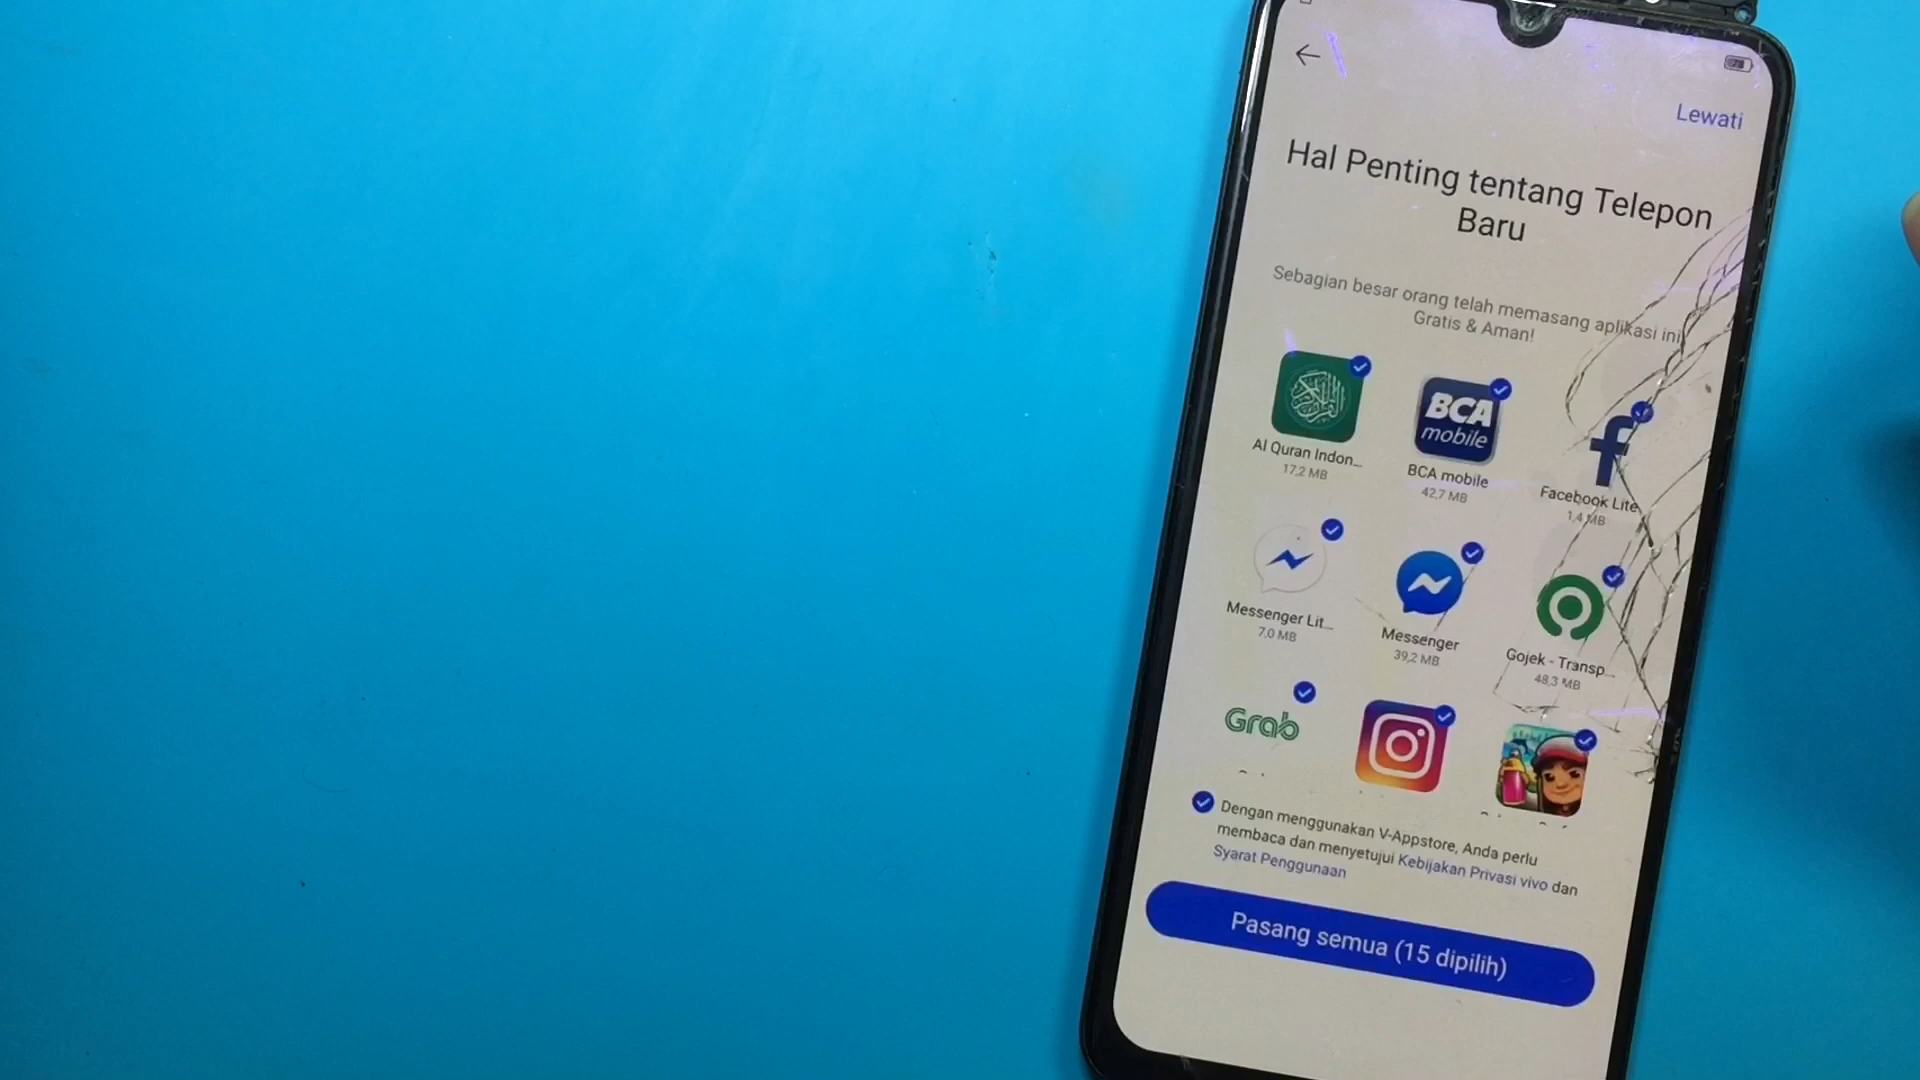 Lewati
Hal Penting tentang Telepon
Baru
Sebagian besar orang telah memasang aplikasi ini
Gratis & Aman!
Al Quran Indon...
17,2 MB
BCA
mobile
BCA mobile
42,7 MB
Facebook Lite
1,4 MB
Messenger Lit...
7,0 MB
Messenger
39,2 MB
Gojek - Transp...
48,3 MB
Grab
Dengan menggunakan V-Appstore, Anda perlu
membaca dan menyetujui Kebijakan Privasi vivo dan
Syarat Penggunaan
Pasang semua (15 dipilih)